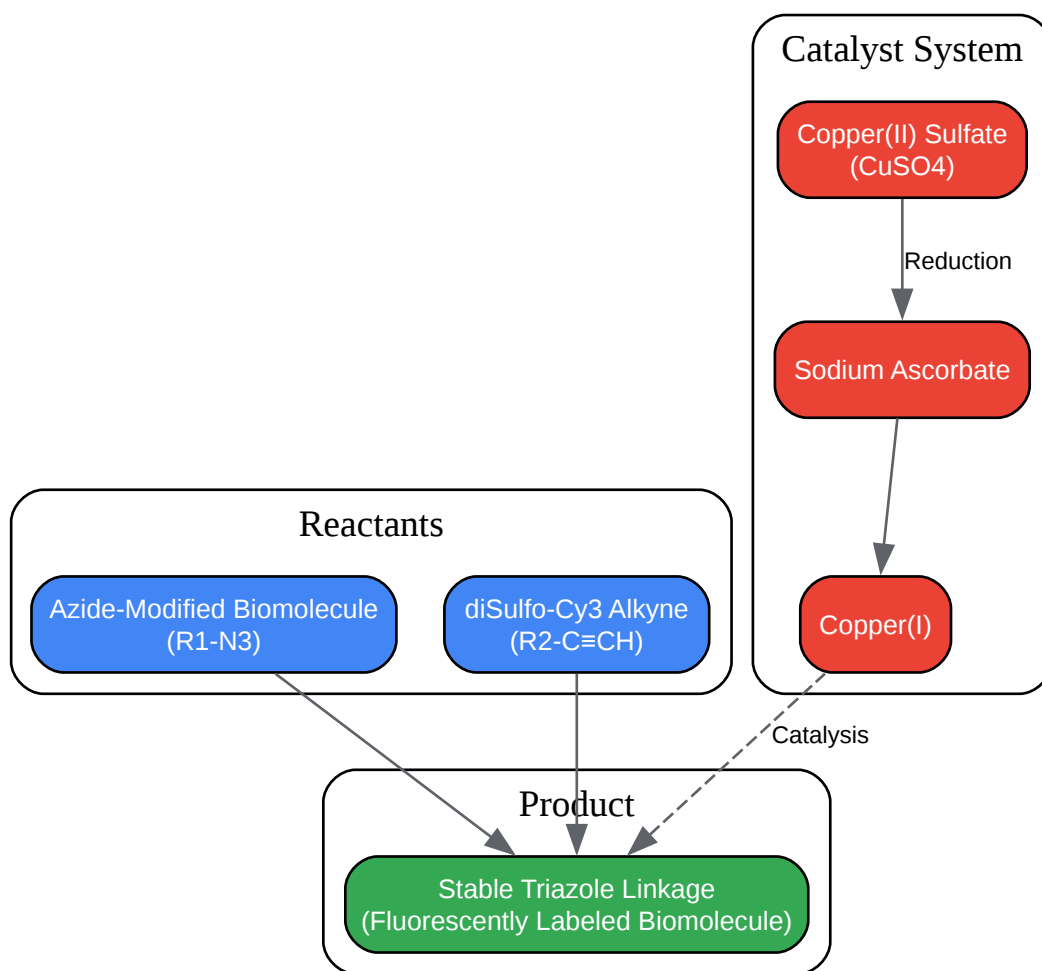 Catalyst System
Copper(II) Sulfate
(CuSO4)
Reduction
Sodium Ascorbate
Reactants
Azide-Modified Biomolecule
(R1-N3)
diSulfo-Cy3 Alkyne
(R2-C≡CH)
Copper(I)
Catalysis
Product
Stable Triazole Linkage
(Fluorescently Labeled Biomolecule)